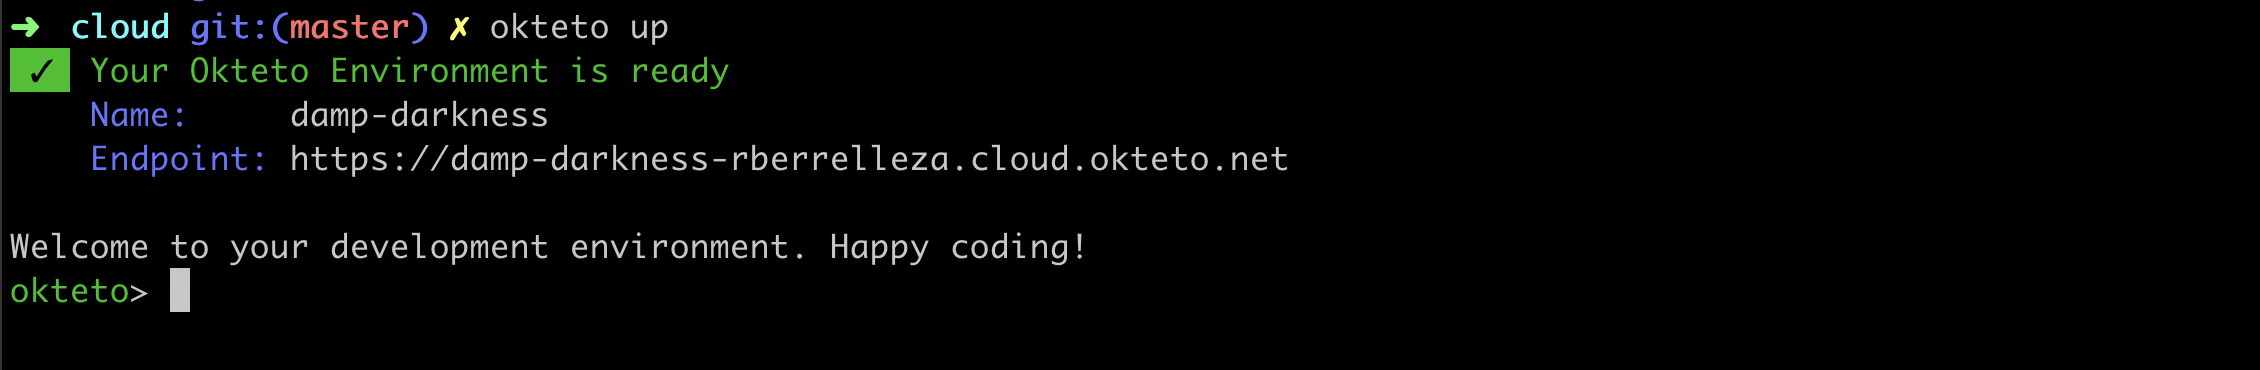 ➜ cloud git:(master) ✗ okteto up
✓ Your Okteto Environment is ready
Name: damp-darkness
Endpoint: https://damp-darkness-rberrelleza.cloud.okteto.net
Welcome to your development environment. Happy coding!
okteto>